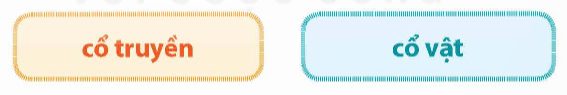 cổ truyền
cổ vật